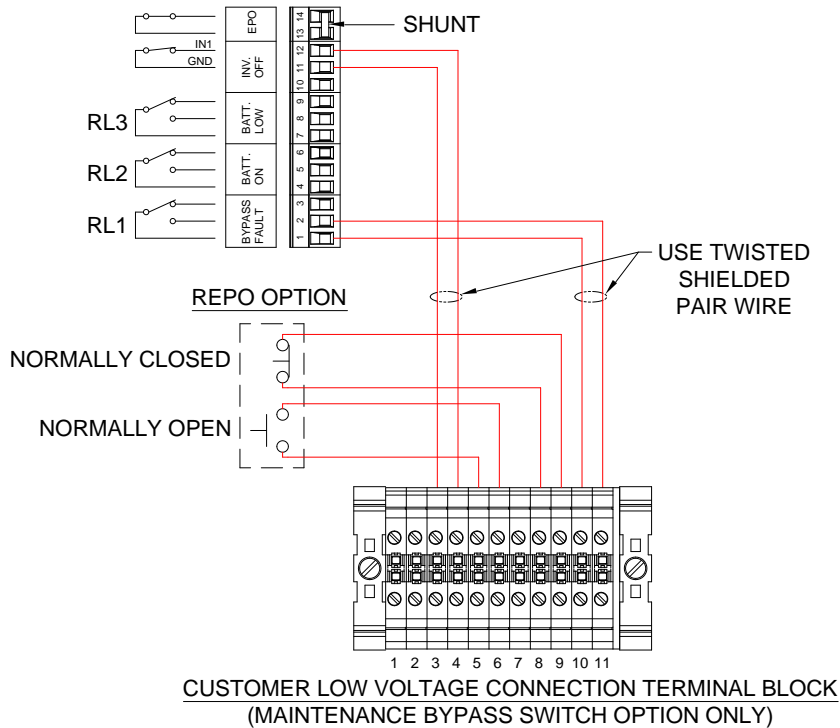 EPO
14
13
SHUNT
IN1
GND
INV.
OFF
12
11
10
RL3
BATT.
LOW
9
8
7
RL2
BATT.
ON
6
5
4
RL1
BYPASS
FAULT
3
2
1
USE TWISTED
SHIELDED
PAIR WIRE
REPO OPTION
NORMALLY CLOSED
NORMALLY OPEN
1 2 3 4 5 6 7 8 9 10 11
CUSTOMER LOW VOLTAGE CONNECTION TERMINAL BLOCK
(MAINTENANCE BYPASS SWITCH OPTION ONLY)